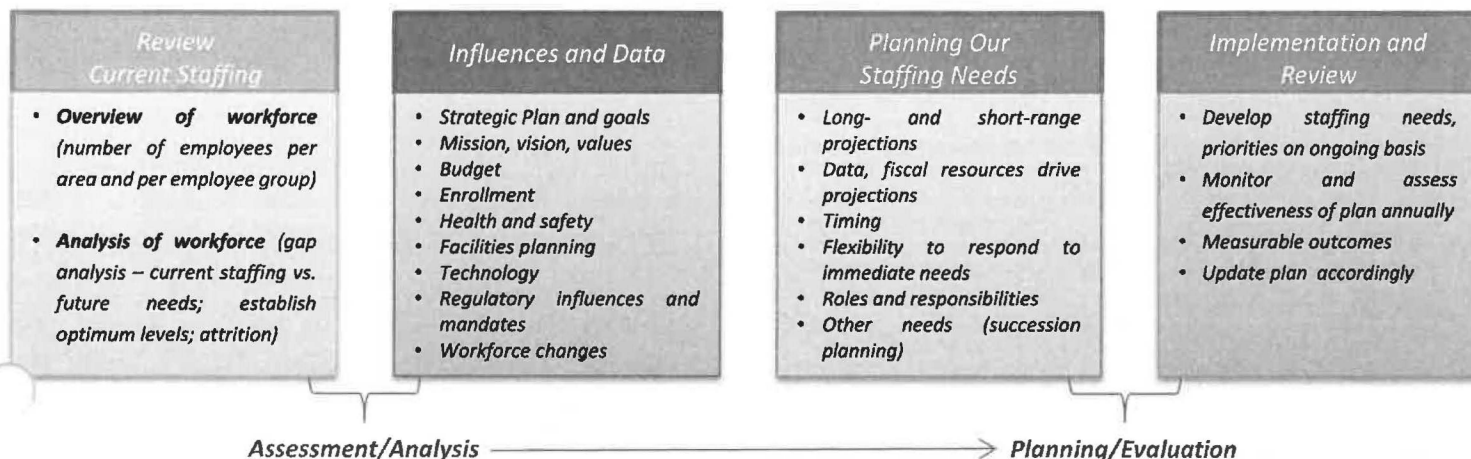 Review
Current Staffing
• Overview of workforce
(number of employees per
area and per employee group)
• Analysis of workforce (gap
analysis – current staffing vs.
future needs; establish
optimum levels; attrition)
Influences and Data
• Strategic Plan and goals
• Mission, vision, values
• Budget
• Enrollment
• Health and safety
• Facilities planning
• Technology
• Regulatory influences and
mandates
• Workforce changes
Planning Our
Staffing Needs
• Long- and short-range
projections
• Data, fiscal resources drive
projections
• Timing
• Flexibility to respond to
immediate needs
• Roles and responsibilities
• Other needs (succession
planning)
Implementation and
Review
• Develop staffing needs,
priorities on ongoing basis
• Monitor and assess
effectiveness of plan annually
• Measurable outcomes
• Update plan accordingly
Assessment/Analysis
Planning/Evaluation